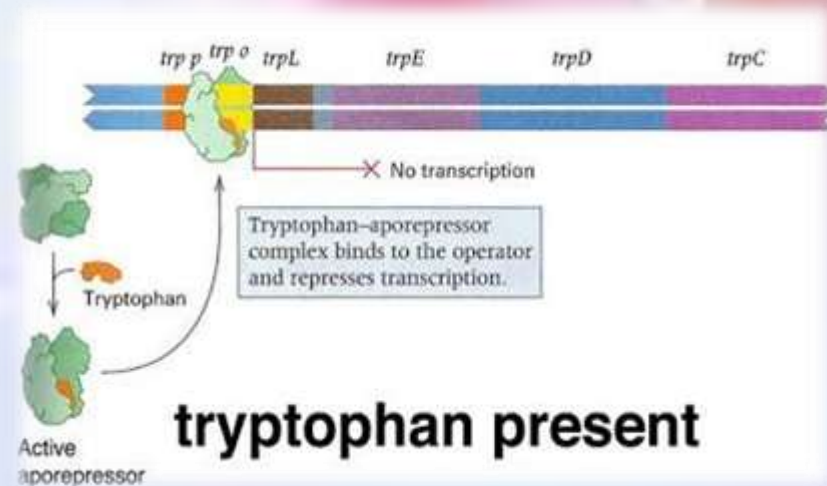 trp p trp o trpL trpE trpD trpC
No transcription
Tryptophan–aporepressor
complex binds to the operator
and represses transcription.
Tryptophan
tryptophan present
Active
aporepressor